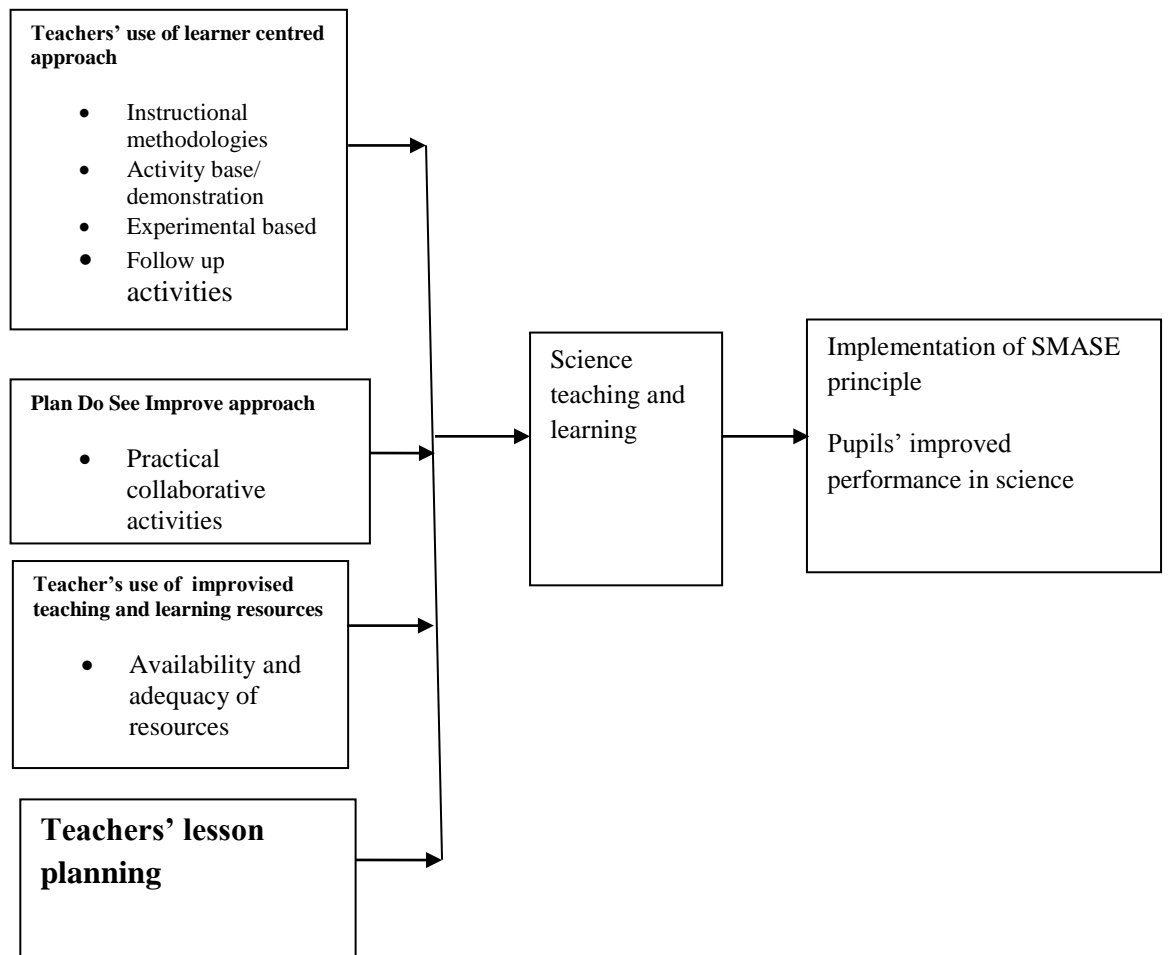 Teachers’ use of learner centred
approach
• Instructional
methodologies
• Activity base/
demonstration
• Experimental based
• Follow up
activities
Plan Do See Improve approach
• Practical
collaborative
activities
Teacher’s use of improvised
teaching and learning resources
• Availability and
adequacy of
resources
Teachers’ lesson
planning
Science
teaching and
learning
Implementation of SMASE
principle
Pupils’ improved
performance in science